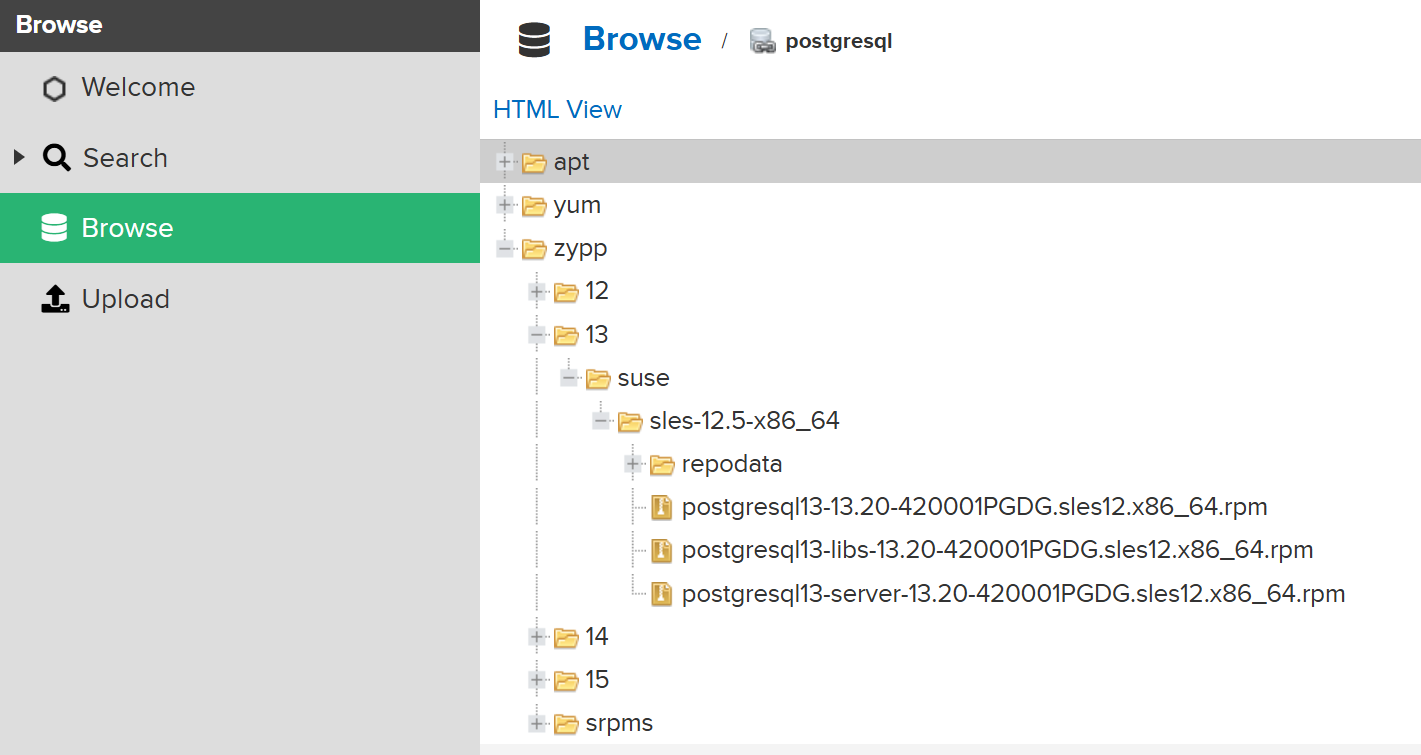 Browse
Welcome
Search
Browse
Upload
Browse / postgresql
HTML View
apt
yum
zypp
12
13
suse
sles-12.5-x86_64
repodata
postgresql13-13.20-420001PGDG.sles12.x86_64.rpm
postgresql13-libs-13.20-420001PGDG.sles12.x86_64.rpm
postgresql13-server-13.20-420001PGDG.sles12.x86_64.rpm
14
15
srpms